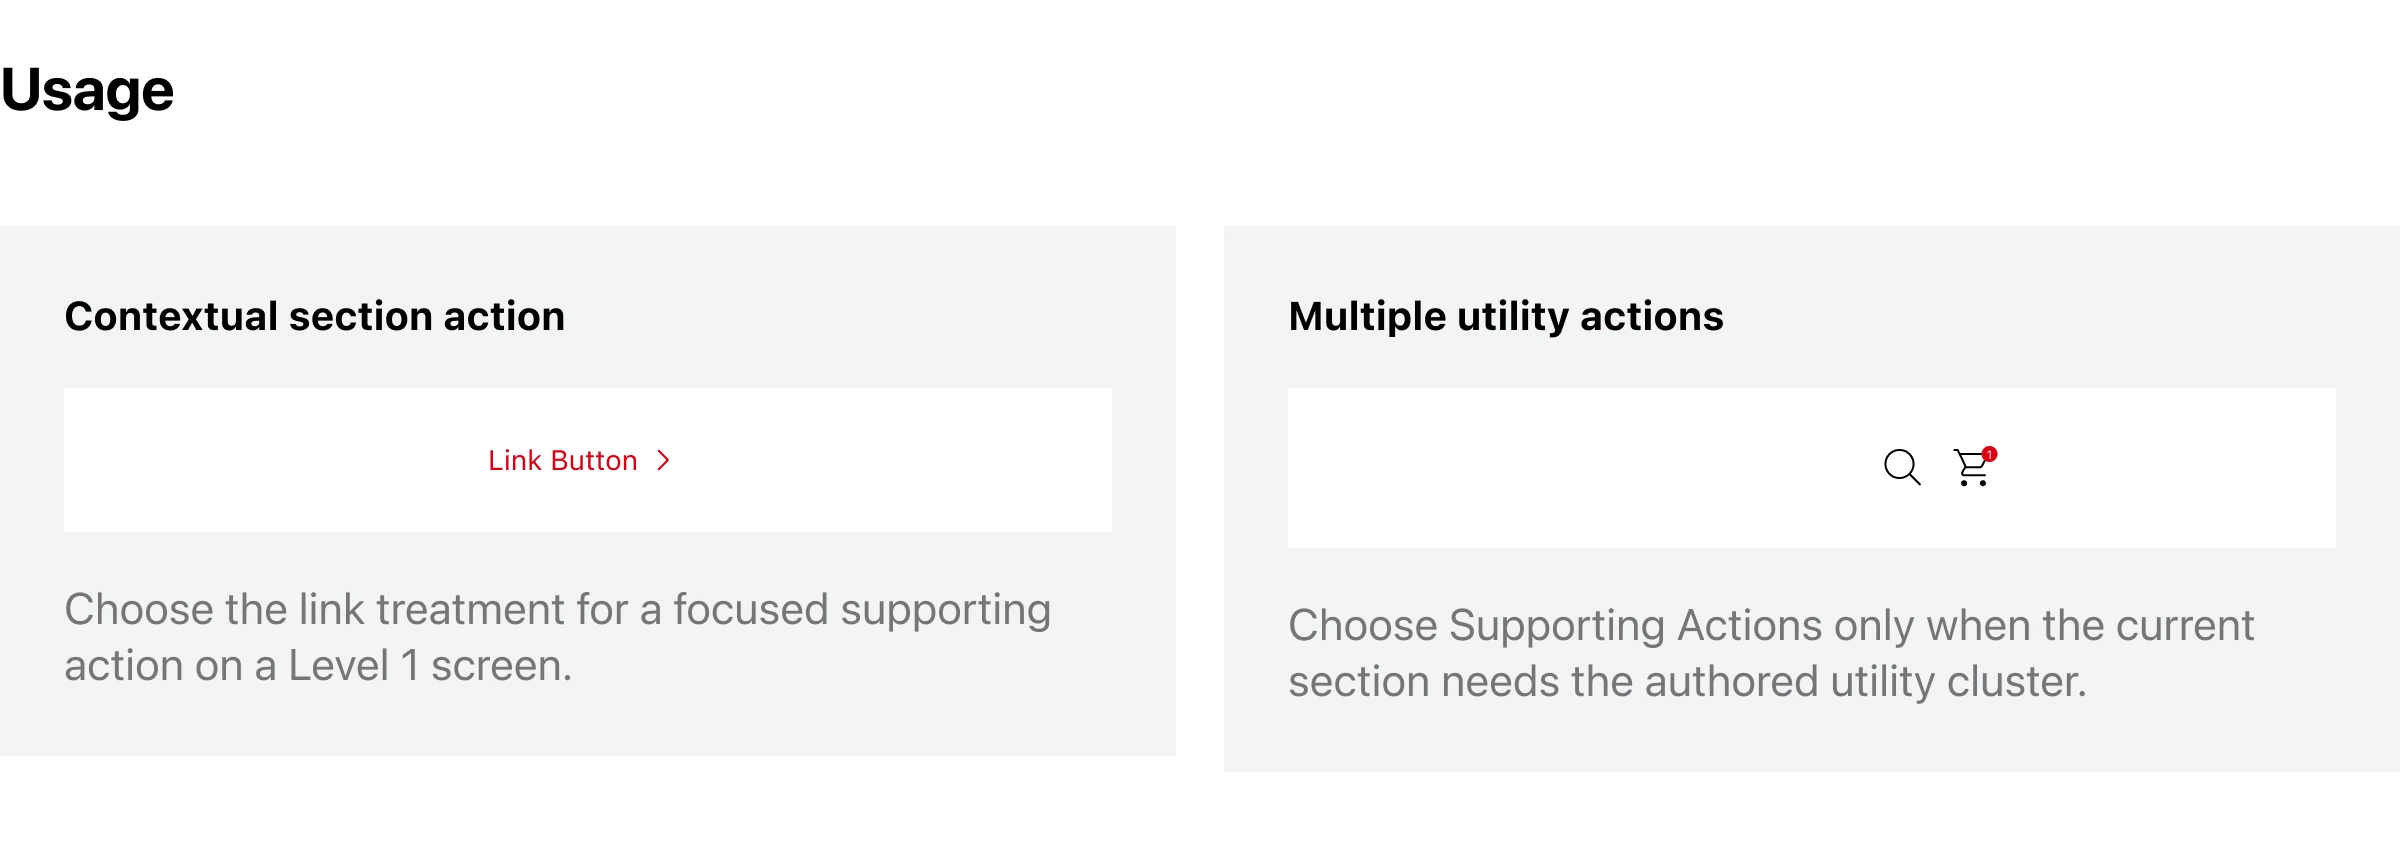 Usage
Contextual section action
Link Button
Choose the link treatment for a focused supporting
action on a Level 1 screen.
Multiple utility actions
1
Choose Supporting Actions only when the current
section needs the authored utility cluster.